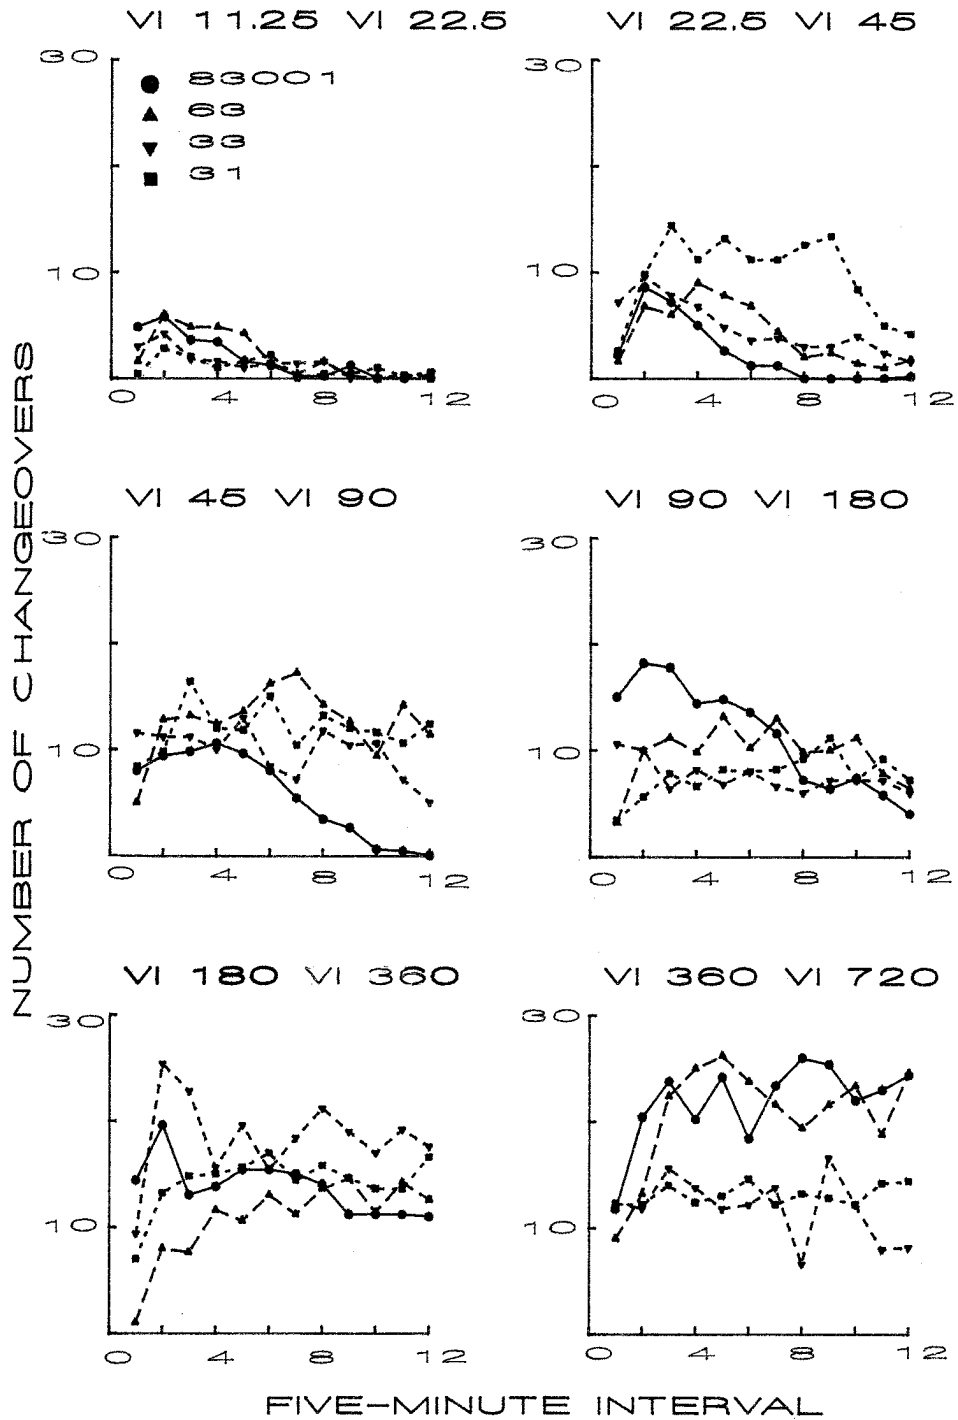 VI 11.25 VI 22.5
30
10
0 4 8 12
83001
63
33
31
VI 22.5 VI 45
30
10
0 4 8 12
VI 45 VI 90
30
10
0 4 8 12
VI 90 VI 180
30
10
0 4 8 12
VI 180 VI 360
30
10
0 4 8 12
VI 360 VI 720
30
10
0 4 8 12
NUMBER OF CHANGEOVERS
FIVE-MINUTE INTERVAL